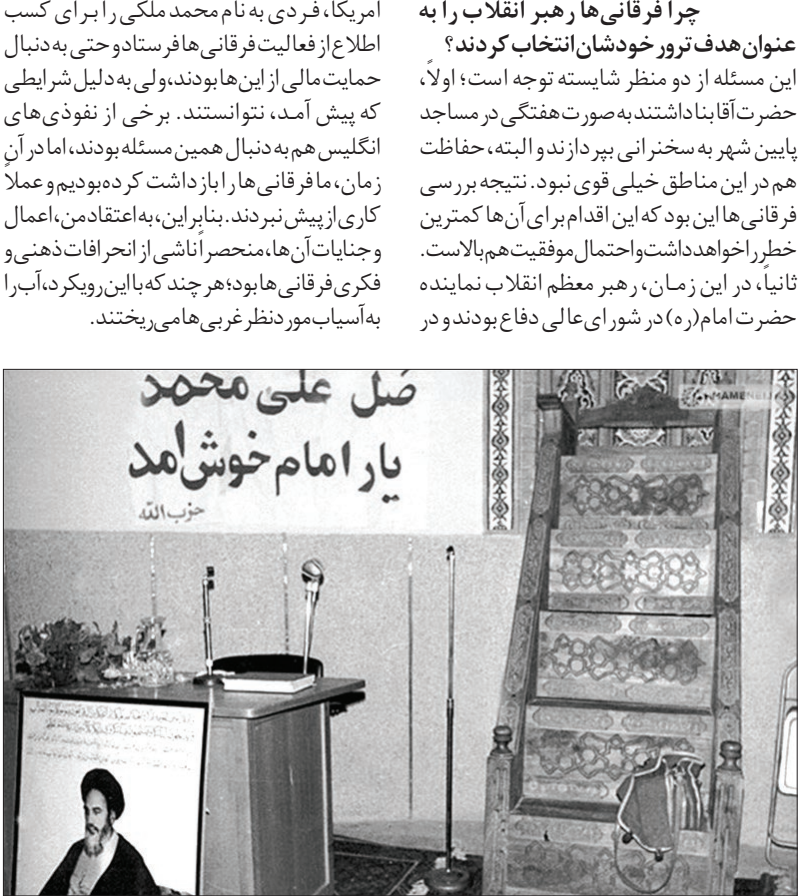 چرا فرقانی‌ها رهبر انقلاب را به
عنوان هدف ترور خودشان انتخاب کردند؟
این مسئله از دو منظر شایسته توجه است؛ اولاً،
حضرت آقا بنا داشتند به صورت هفتگی در مساجد
پایین شهر به سخنرانی بپردازند و البته، حفاظت
هم در این مناطق خیلی قوی نبود. نتیجه بررسی
فرقانی‌ها این بود که این اقدام برای آن‌ها کمترین
خطر را خواهد داشت و احتمال موفقیت هم بالاست.
ثانیاً، در این زمان، رهبر معظم انقلاب نماینده
حضرت امام(ره) در شورای عالی دفاع بودند و در
امریکا، فردی به نام محمد ملکی را برای کسب
اطلاع از فعالیت فرقانی‌ها فرستاد و حتی به دنبال
حمایت مالی از این‌ها بودند، ولی به دلیل شرایطی
که پیش آمد، نتوانستند. برخی از نفوذی‌های
انگلیس هم به دنبال همین مسئله بودند، اما در آن
زمان، ما فرقانی‌ها را بازداشت کرده بودیم و عملاً
کاری از پیش نبردند. بنابراین، به اعتقاد من، اعمال
و جنایات آن‌ها، منحصراً ناشی از انحرافات ذهنی و
فکری فرقانی‌ها بود؛ هر چند که با این رویکرد، آب را
به آسیاب مورد نظر غربی‌ها می‌ریختند.
صل علی محمد
یار امام خوش آمد
حزب الله